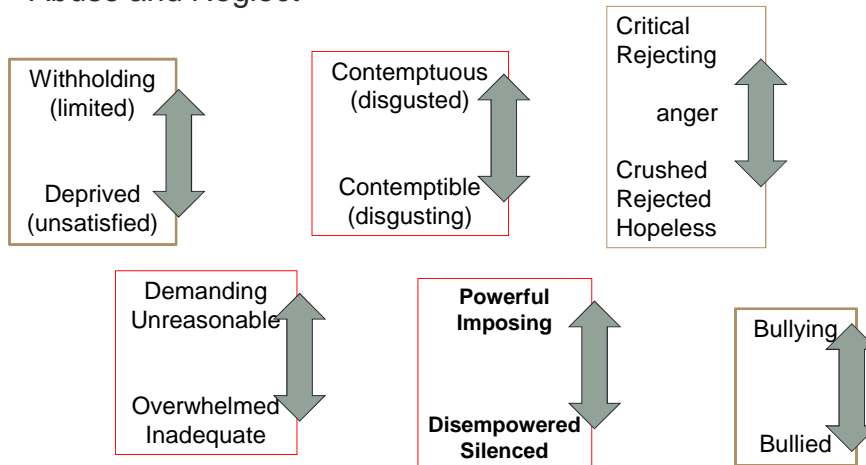 Abuse and Neglect
Withholding
(limited)
Deprived
(unsatisfied)
Contemptuous
(disgusted)
Contemptible
(disgusting)
Critical
Rejecting
anger
Crushed
Rejected
Hopeless
Demanding
Unreasonable
Overwhelmed
Inadequate
Powerful
Imposing
Disempowered
Silenced
Bullying
Bullied